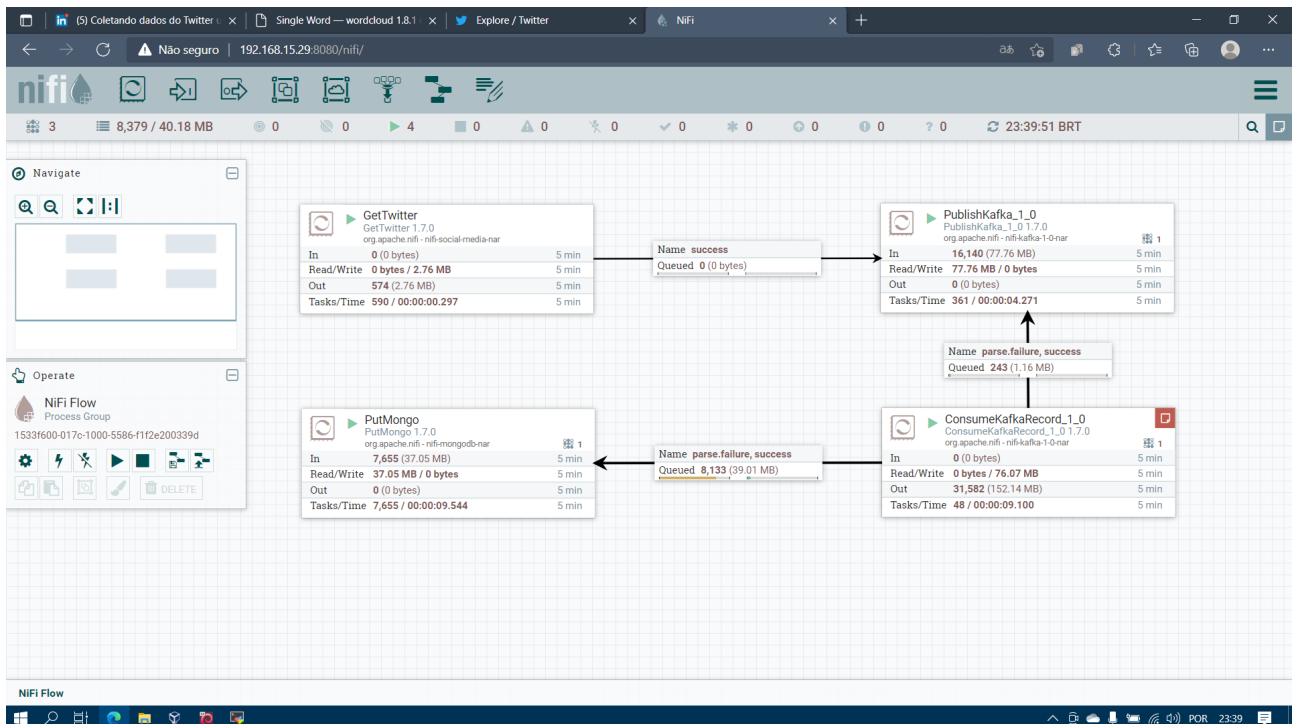 (5) Coletando dados do Twitter u
Single Word — wordcloud 1.8.1
Explore / Twitter
NiFi
Não seguro | 192.168.15.29:8080/nifi/
nifi
3 8,379 / 40.18 MB 0 0 4 0 0 0 0 0 0 0 0 23:39:51 BRT
Navigate
GetTwitter
GetTwitter 1.7.0
org.apache.nifi - nifi-social-media-nar
In 0 (0 bytes) 5 min
Read/Write 0 bytes / 2.76 MB 5 min
Out 574 (2.76 MB) 5 min
Tasks/Time 590 / 00:00:00.297 5 min
Name success
Queued 0 (0 bytes)
PublishKafka_1_0
PublishKafka_1_0 1.7.0
org.apache.nifi - nifi-kafka-1-0-nar
1
In 16,140 (77.76 MB) 5 min
Read/Write 77.76 MB / 0 bytes 5 min
Out 0 (0 bytes) 5 min
Tasks/Time 361 / 00:00:04.271 5 min
Name parse.failure, success
Queued 243 (1.16 MB)
Operate
NiFi Flow
Process Group
1533f600-017c-1000-5586-f1f2e200339d
DELETE
PutMongo
PutMongo 1.7.0
org.apache.nifi - nifi-mongodb-nar
1
In 7,655 (37.05 MB) 5 min
Read/Write 37.05 MB / 0 bytes 5 min
Out 0 (0 bytes) 5 min
Tasks/Time 7,655 / 00:00:09.544 5 min
Name parse.failure, success
Queued 8,133 (39.01 MB)
ConsumeKafkaRecord_1_0
ConsumeKafkaRecord_1_0 1.7.0
org.apache.nifi - nifi-kafka-1-0-nar
1
In 0 (0 bytes) 5 min
Read/Write 0 bytes / 76.07 MB 5 min
Out 31,582 (152.14 MB) 5 min
Tasks/Time 48 / 00:00:09.100 5 min
NiFi Flow
POR 23:39